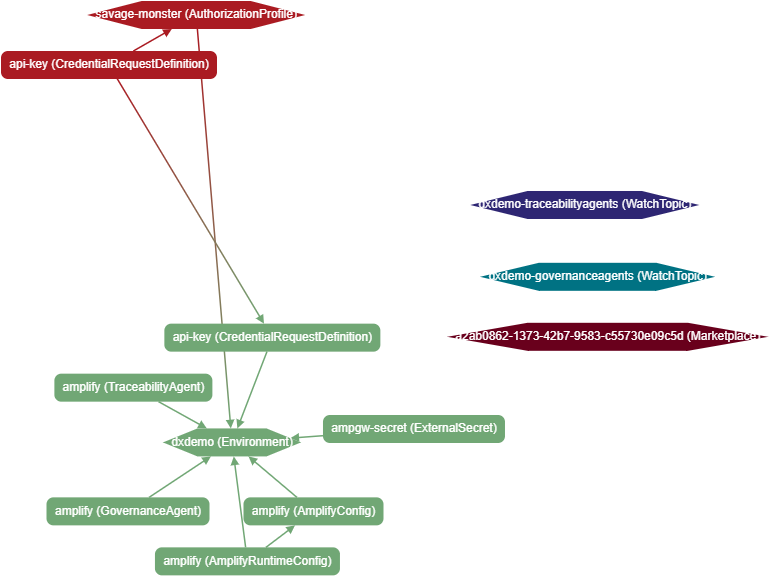 savage-monster (AuthorizationProfile)
api-key (CredentialRequestDefinition)
dxdemo-traceabilityagents (WatchTopic)
dxdemo-governanceagents (WatchTopic)
a2ab0862-1373-42b7-9583-c55730e09c5d (Marketplace)
api-key (CredentialRequestDefinition)
amplify (TraceabilityAgent)
ampgw-secret (ExternalSecret)
dxdemo (Environment)
amplify (GovernanceAgent)
amplify (AmplifyConfig)
amplify (AmplifyRuntimeConfig)